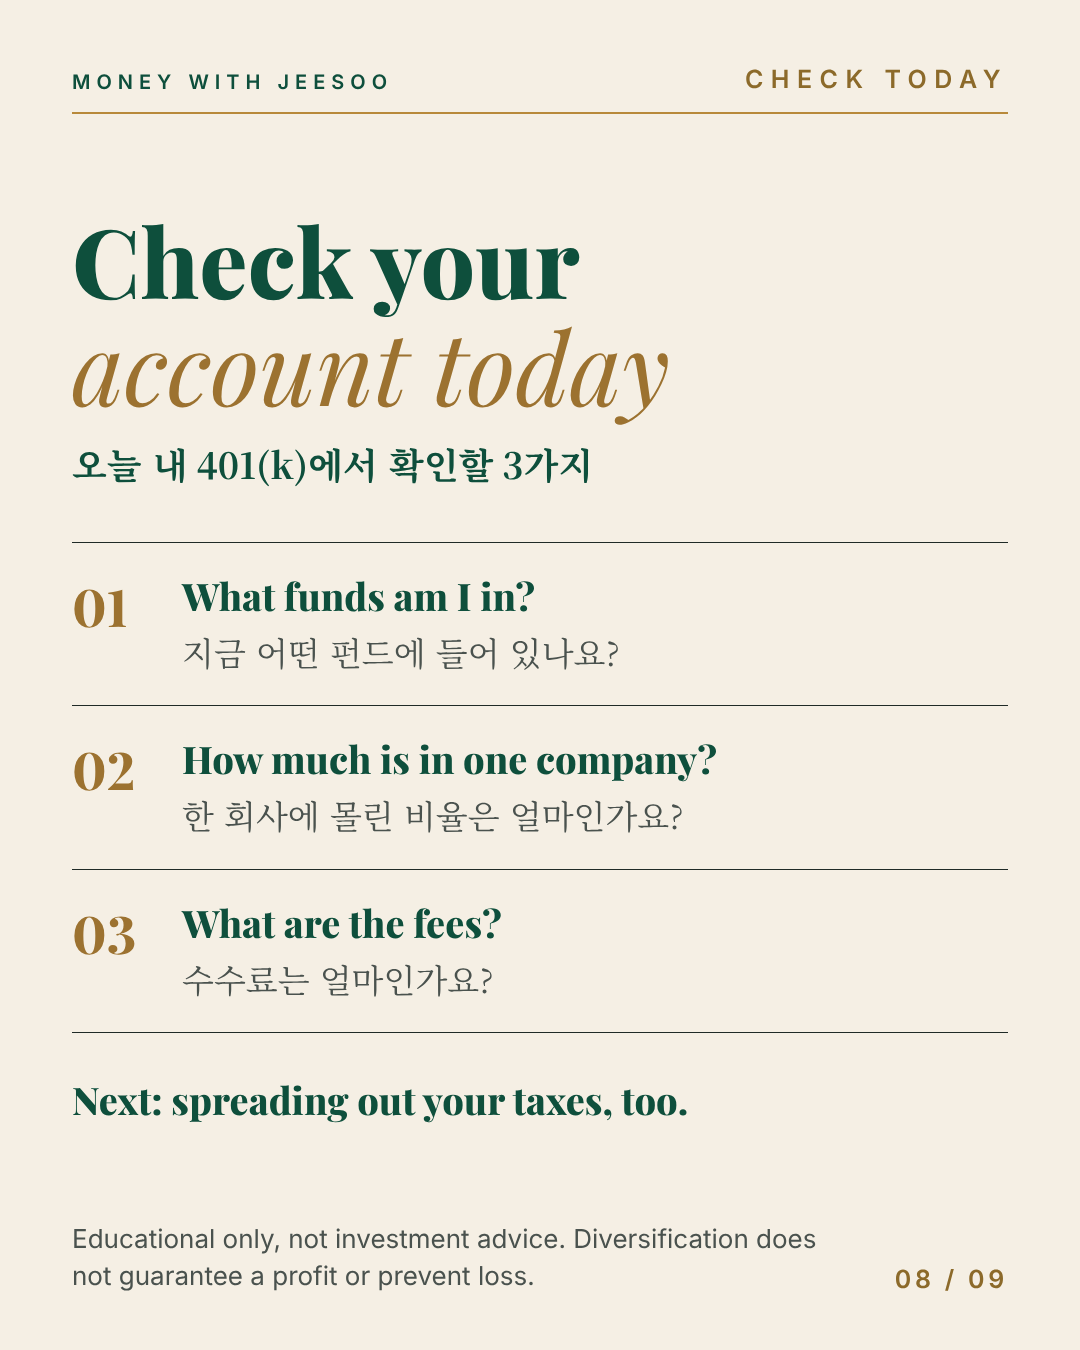 MONEY WITH JEESOO
CHECK TODAY
Check your
account today
오늘 내 401(k)에서 확인할 3가지
01
What funds am I in?
지금 어떤 펀드에 들어 있나요?
02
How much is in one company?
한 회사에 몰린 비율은 얼마인가요?
03
What are the fees?
수수료는 얼마인가요?
Next: spreading out your taxes, too.
Educational only, not investment advice. Diversification does
not guarantee a profit or prevent loss.
08 / 09